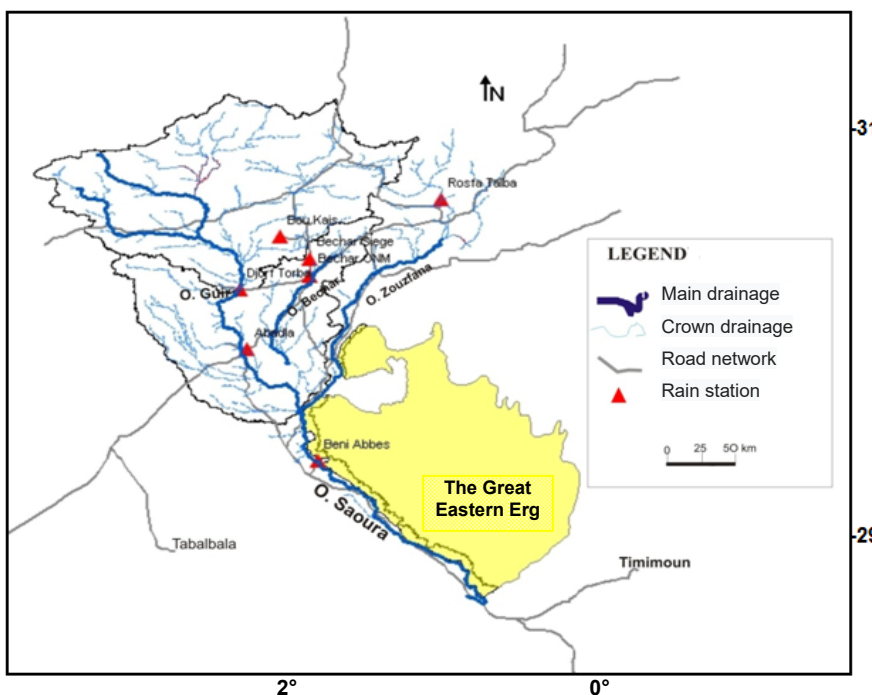 N
31
Rosfa Taiba
Bou Kais
Bechar Siege
Bechar ONM
Djorf Torba
O. Guir
O. Bechar
O. Zouzfana
Abadla
LEGEND
Main drainage
Crown drainage
Road network
Rain station
0 25 50 km
Beni Abbes
The Great
Eastern Erg
O. Saoura
29
Tabalbala
Timimoun
2°
0°